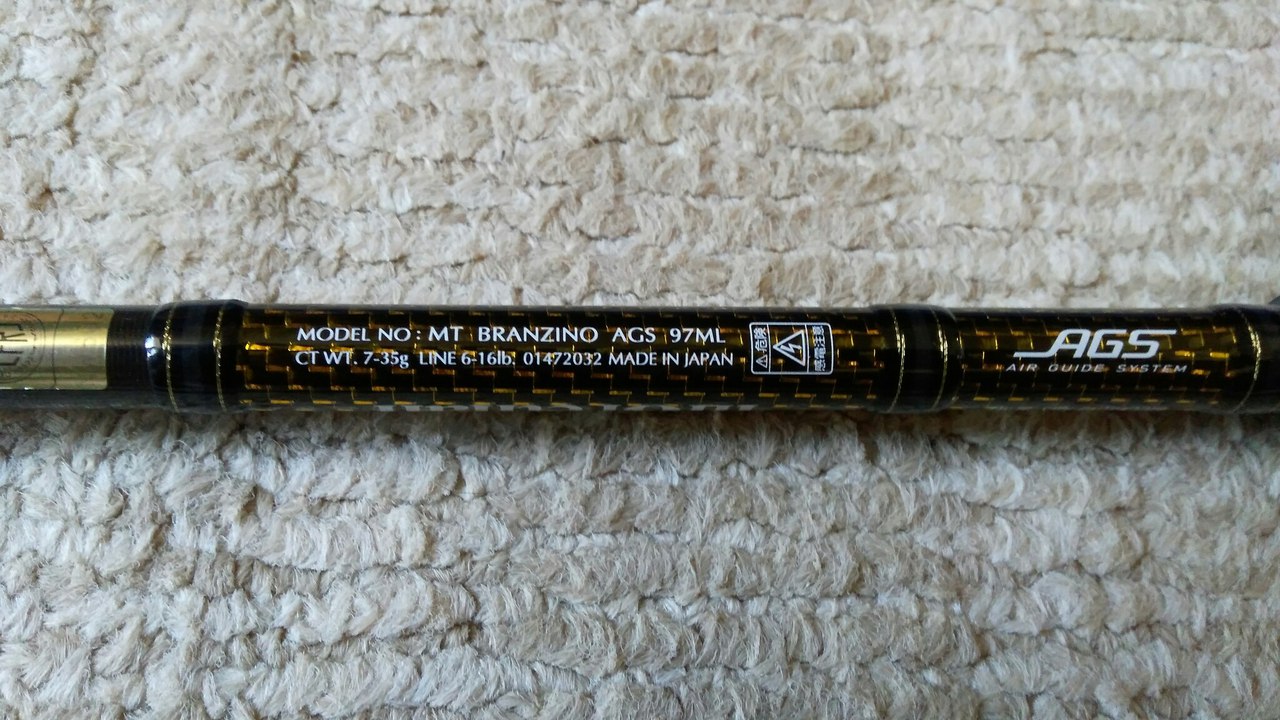 MODEL NO: MT BRANZINO AGS 97ML
CT WT. 7-35g LINE 6-16lb. 01472032 MADE IN JAPAN
危険
感電注意
AGS
AIR GUIDE SYSTEM